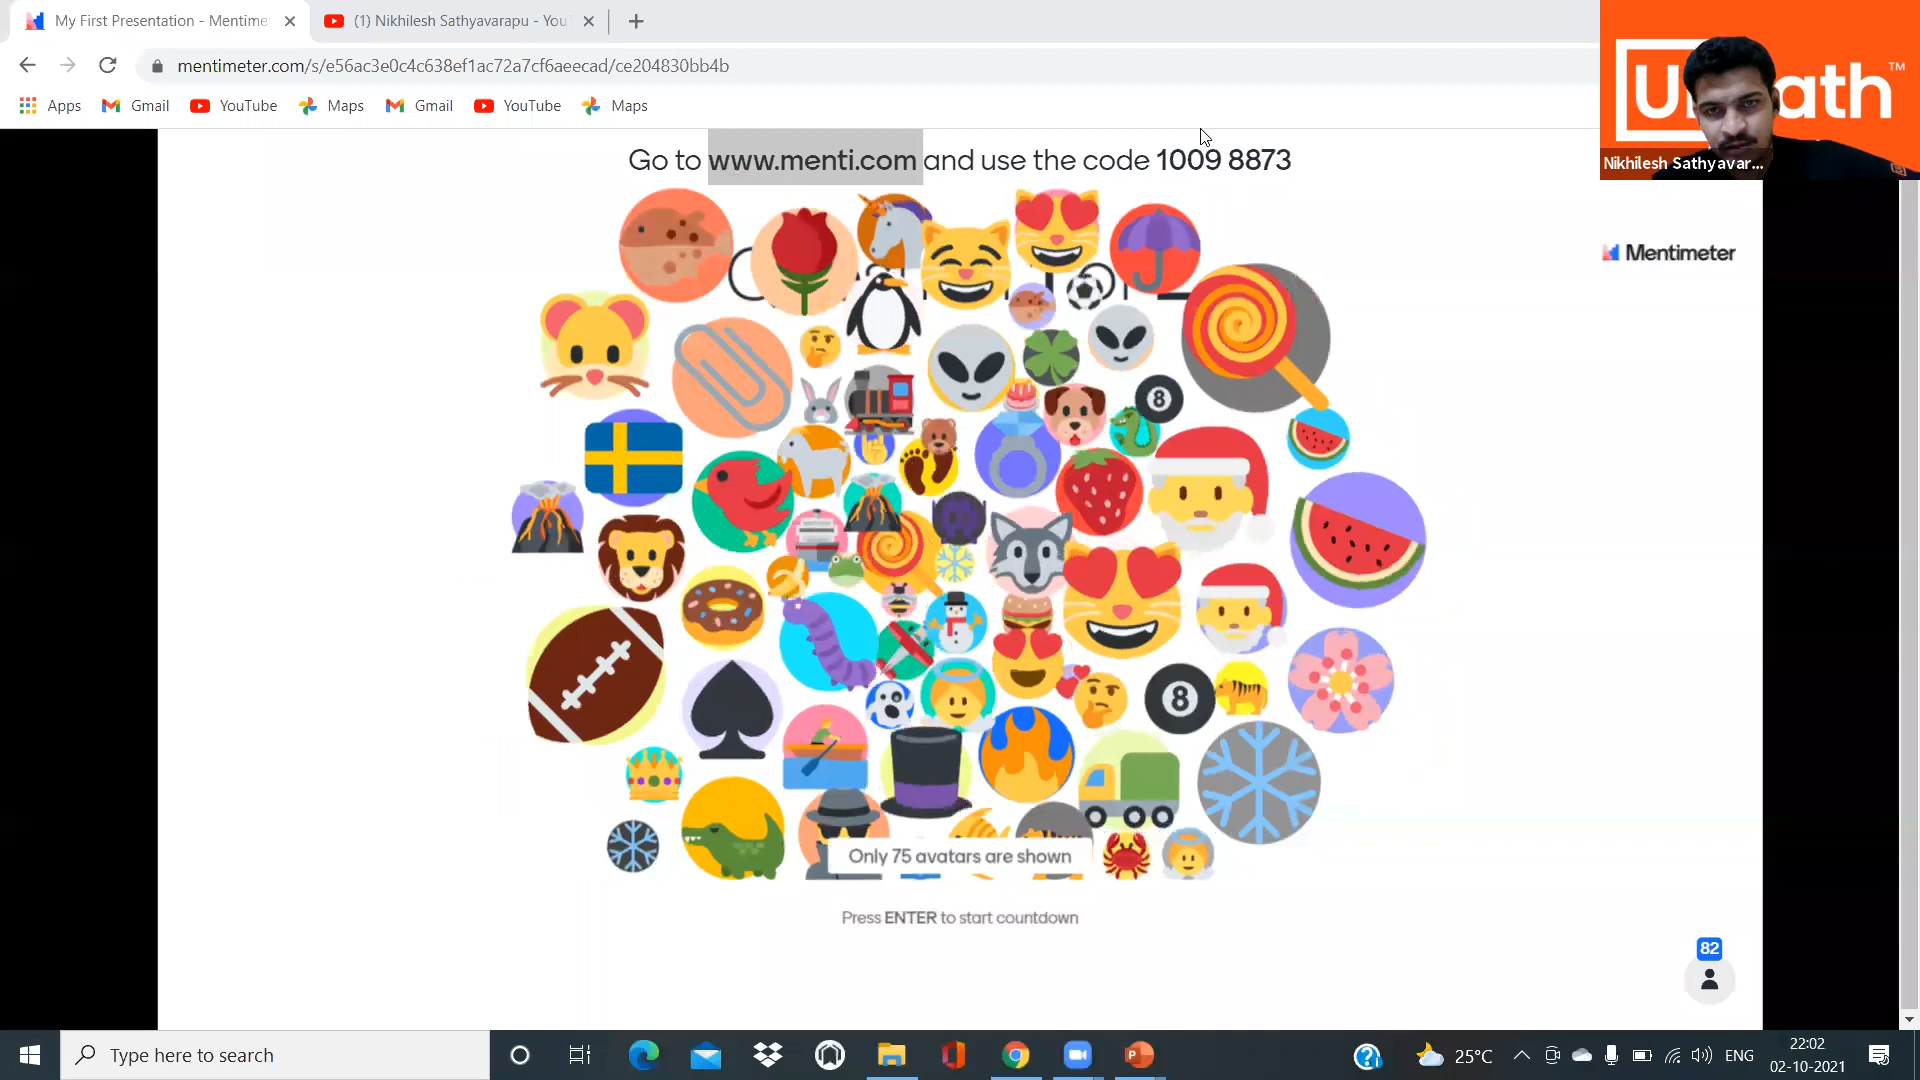 My First Presentation - Mentime
(1) Nikhilesh Sathyavarapu - You
mentimeter.com/s/e56ac3e0c4c638ef1ac72a7cf6aeecad/ce204830bb4b
Apps Gmail YouTube Maps Gmail YouTube Maps
Nikhilesh Sathyavar...
Go to www.menti.com and use the code 1009 8873
Mentimeter
8
8
Only 75 avatars are shown
Press ENTER to start countdown
82
Type here to search
25°C
ENG
22:02
02-10-2021